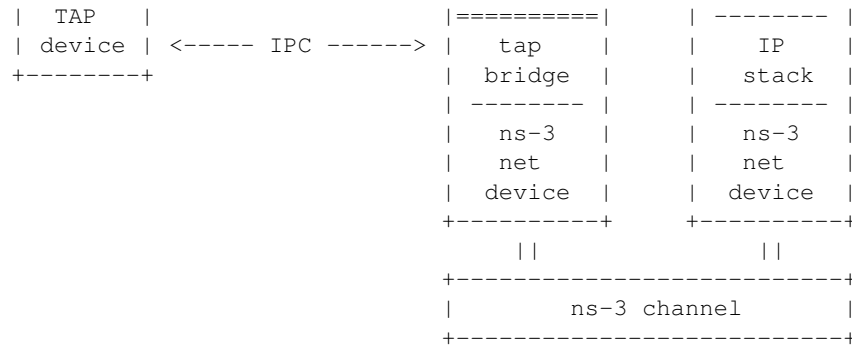 |  TAP   |                           |==========|     | -------- |
| device | <----- IPC ------> |   tap    |     |    IP    |
+--------+                    |  bridge  |     |   stack  |
                              | -------- |     | -------- |
                              |   ns-3   |     |   ns-3   |
                              |   net    |     |   net    |
                              |  device  |     |  device  |
                              +----------+     +----------+
                                   ||               ||
                              +---------------------------+
                              |        ns-3 channel       |
                              +---------------------------+